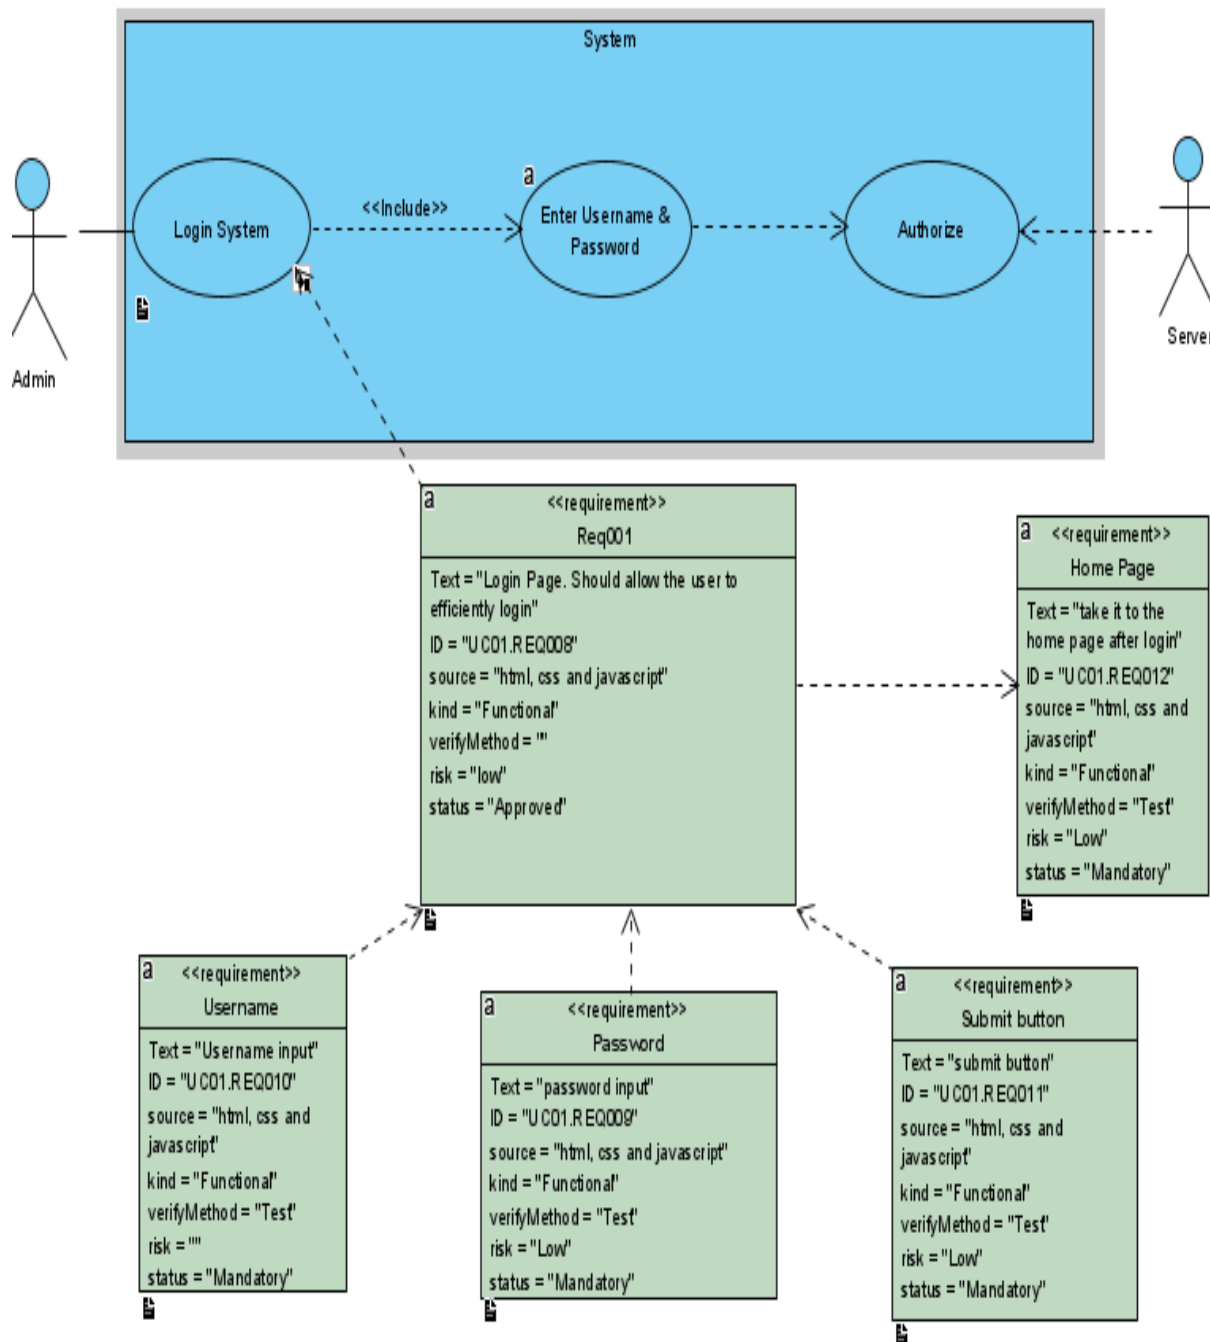 System
Login System
<<Include>>
a
Enter Username &
Password
Authorize
Admin
Server
a
<<requirement>>
Req001
Text = "Login Page. Should allow the user to
efficiently login"
ID = "UC01.REQ008"
source = "html, css and javascript"
kind = "Functional"
verifyMethod = ""
risk = "low"
status = "Approved"
a
<<requirement>>
Home Page
Text = "take it to the
home page after login"
ID = "UC01.REQ012"
source = "html, css and
javascript"
kind = "Functional"
verifyMethod = "Test"
risk = "Low"
status = "Mandatory"
a
<<requirement>>
Username
Text = "Username input"
ID = "UC01.REQ010"
source = "html, css and
javascript"
kind = "Functional"
verifyMethod = "Test"
risk = ""
status = "Mandatory"
a
<<requirement>>
Password
Text = "password input"
ID = "UC01.REQ009"
source = "html, css and javascript"
kind = "Functional"
verifyMethod = "Test"
risk = "Low"
status = "Mandatory"
a
<<requirement>>
Submit button
Text = "submit button"
ID = "UC01.REQ011"
source = "html, css and
javascript"
kind = "Functional"
verifyMethod = "Test"
risk = "Low"
status = "Mandatory"